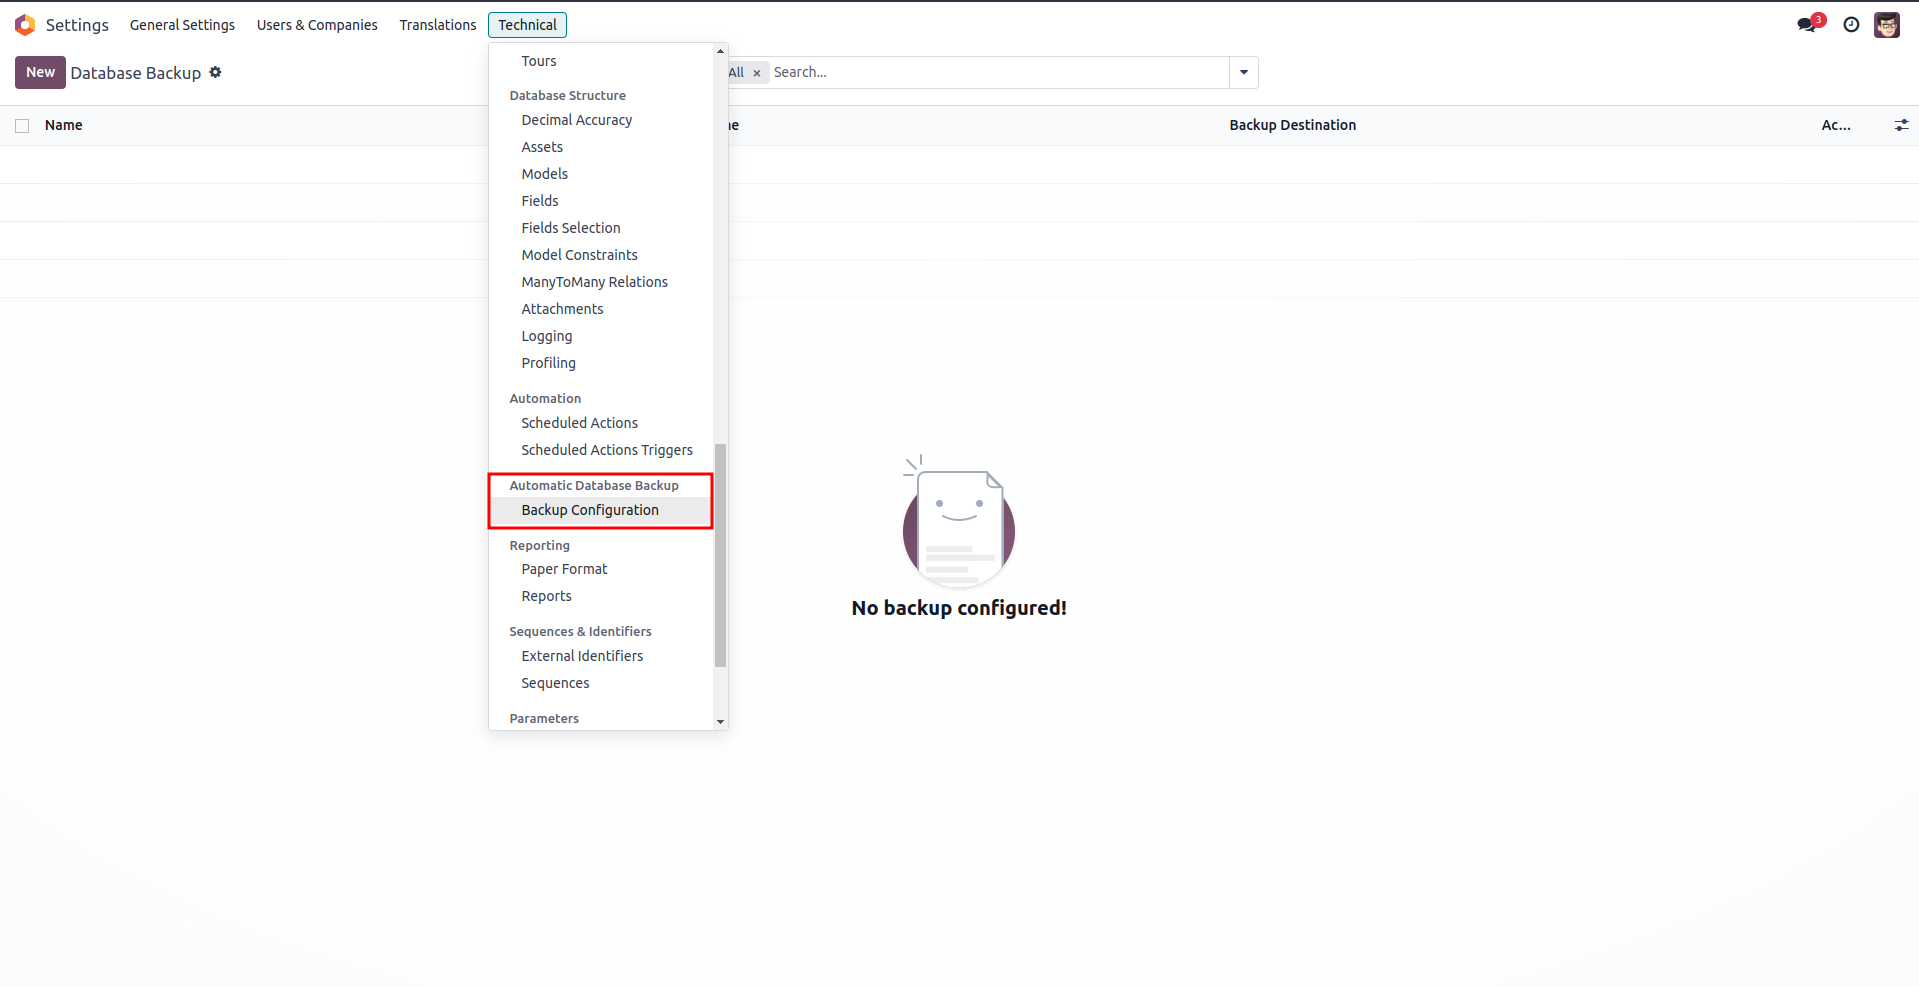 Settings General Settings Users & Companies Translations Technical 3
New Database Backup All × Search...
Name ne Backup Destination Ac...
Tours
Database Structure
Decimal Accuracy
Assets
Models
Fields
Fields Selection
Model Constraints
ManyToMany Relations
Attachments
Logging
Profiling
Automation
Scheduled Actions
Scheduled Actions Triggers
Automatic Database Backup
Backup Configuration
Reporting
Paper Format
Reports
Sequences & Identifiers
External Identifiers
Sequences
Parameters
No backup configured!